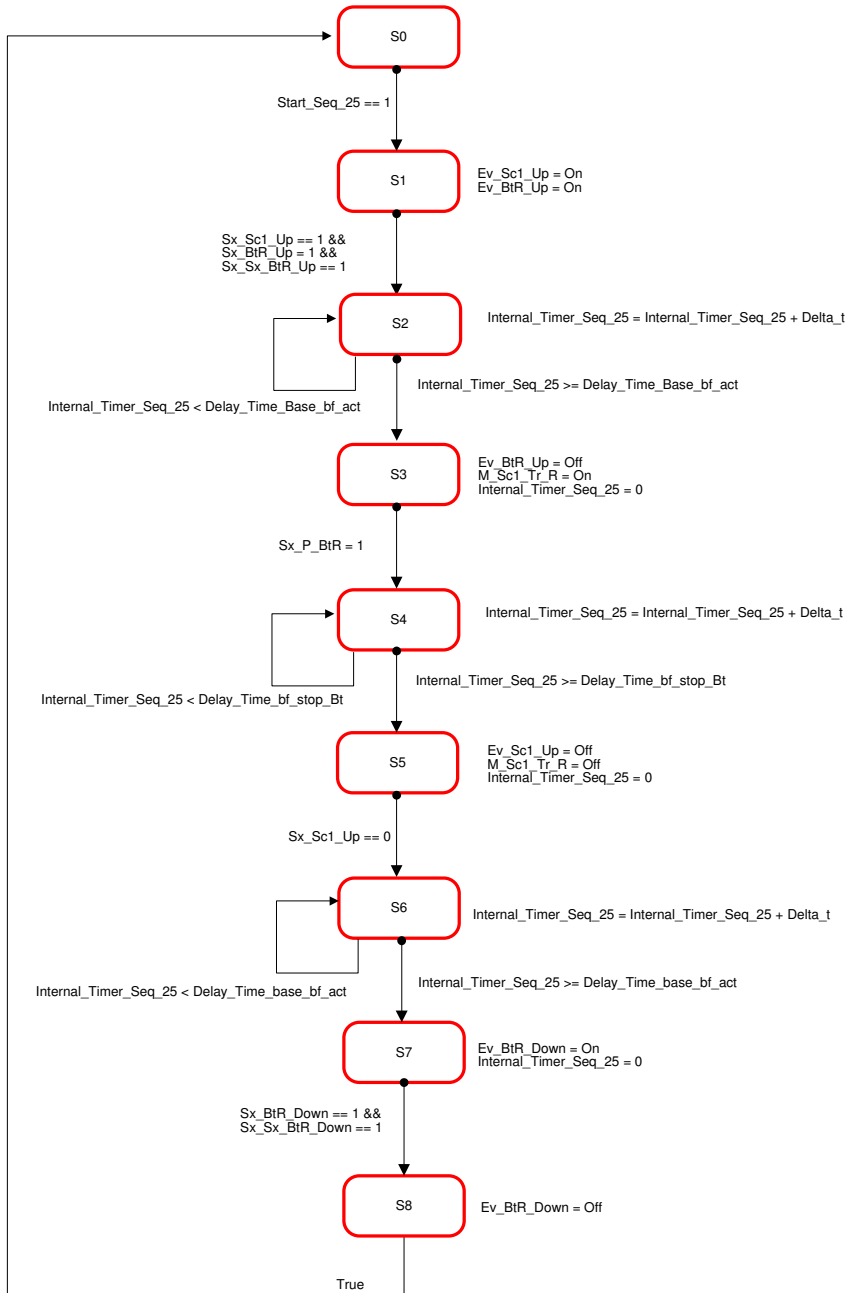 S0
Start_Seq_25 == 1
S1
Ev_Sc1_Up = On
Ev_BtR_Up = On
Sx_Sc1_Up == 1 &&
Sx_BtR_Up = 1 &&
Sx_Sx_BtR_Up == 1
S2
Internal_Timer_Seq_25 = Internal_Timer_Seq_25 + Delta_t
Internal_Timer_Seq_25 < Delay_Time_Base_bf_act
Internal_Timer_Seq_25 >= Delay_Time_Base_bf_act
S3
Ev_BtR_Up = Off
M_Sc1_Tr_R = On
Internal_Timer_Seq_25 = 0
Sx_P_BtR = 1
S4
Internal_Timer_Seq_25 = Internal_Timer_Seq_25 + Delta_t
Internal_Timer_Seq_25 < Delay_Time_bf_stop_Bt
Internal_Timer_Seq_25 >= Delay_Time_bf_stop_Bt
S5
Ev_Sc1_Up = Off
M_Sc1_Tr_R = Off
Internal_Timer_Seq_25 = 0
Sx_Sc1_Up == 0
S6
Internal_Timer_Seq_25 = Internal_Timer_Seq_25 + Delta_t
Internal_Timer_Seq_25 < Delay_Time_base_bf_act
Internal_Timer_Seq_25 >= Delay_Time_base_bf_act
S7
Ev_BtR_Down = On
Internal_Timer_Seq_25 = 0
Sx_BtR_Down == 1 &&
Sx_Sx_BtR_Down == 1
S8
Ev_BtR_Down = Off
True